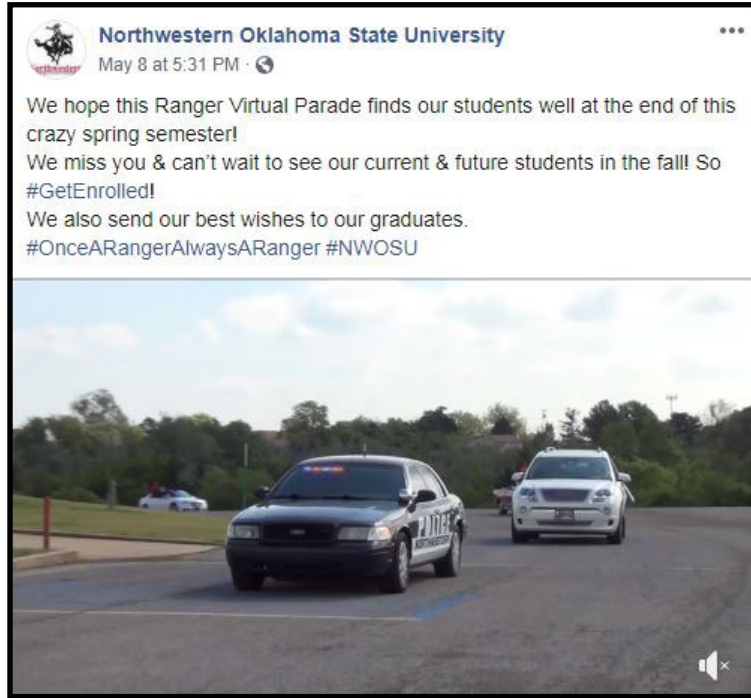 Northwestern Oklahoma State University
May 8 at 5:31 PM ·
We hope this Ranger Virtual Parade finds our students well at the end of this
crazy spring semester!
We miss you & can't wait to see our current & future students in the fall! So
#GetEnrolled!
We also send our best wishes to our graduates.
#OnceARangerAlwaysARanger #NWOSU
POLICE